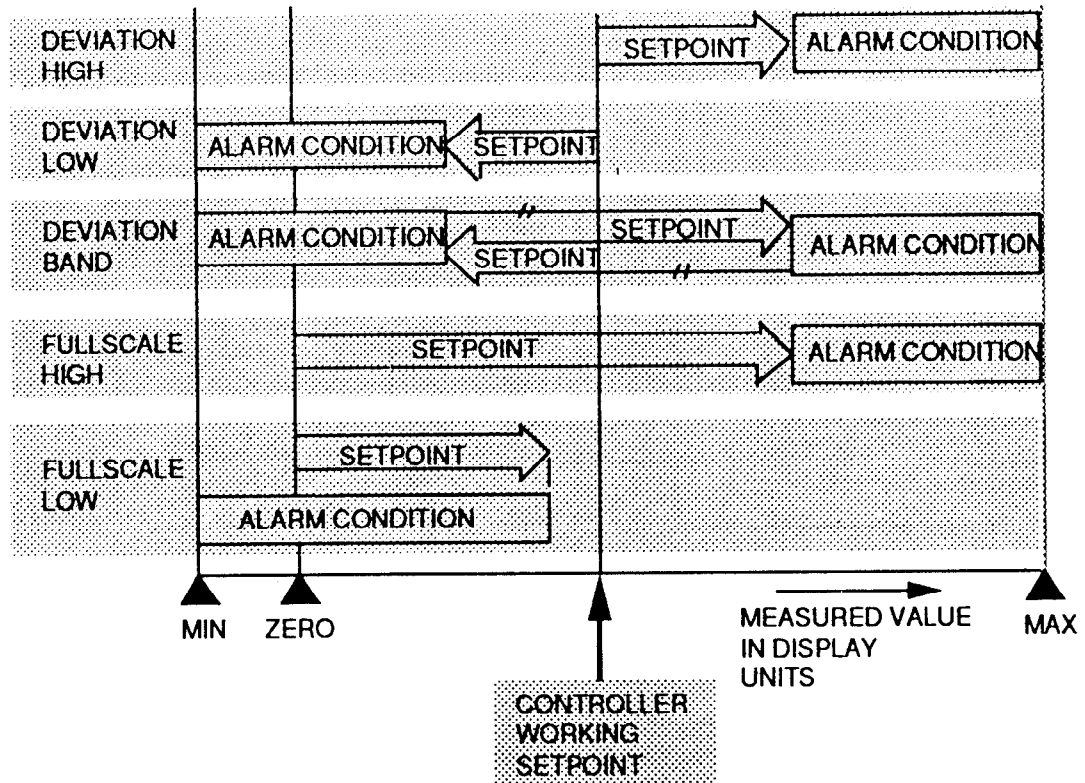 DEVIATION
HIGH
SETPOINT
ALARM CONDITION
DEVIATION
LOW
ALARM CONDITION
SETPOINT
DEVIATION
BAND
ALARM CONDITION
SETPOINT
SETPOINT
ALARM CONDITION
FULLSCALE
HIGH
SETPOINT
ALARM CONDITION
FULLSCALE
LOW
SETPOINT
ALARM CONDITION
MIN
ZERO
MEASURED VALUE
IN DISPLAY
UNITS
MAX
CONTROLLER
WORKING
SETPOINT